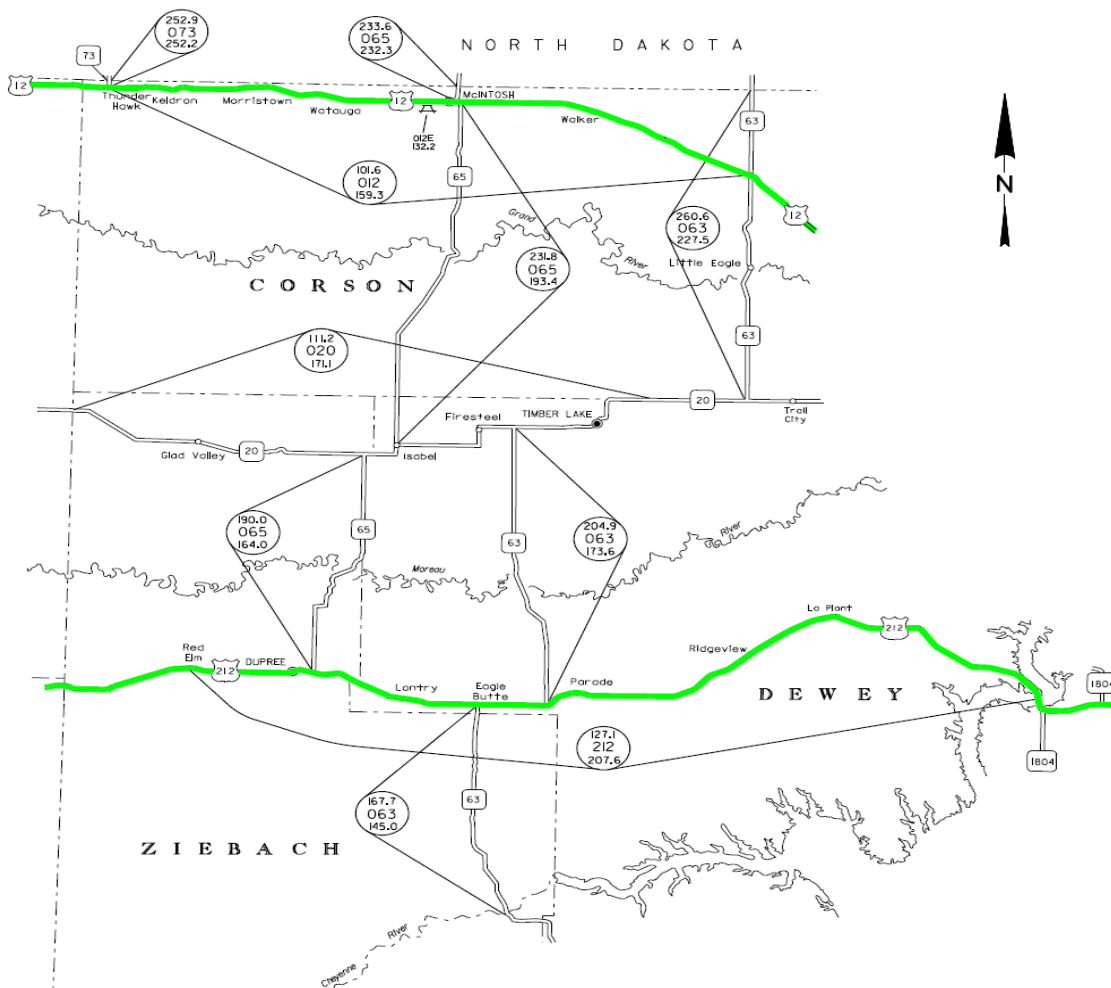 252.9
073
252.2
233.6
065
232.3
NORTH DAKOTA
73
12
Thunder
Hawk
Keldron
Morristown
Watauga
12
McINTOSH
Walker
63
012E
132.2
101.6
012
159.3
65
N
12
260.6
063
227.5
Grand
River
Little Eagle
CORSON
231.8
065
193.4
63
111.2
020
171.1
20
Trail
City
Firesteel
TIMBER LAKE
Glad Valley
20
Isabel
190.0
065
164.0
65
63
204.9
063
173.6
River
Moreau
La Plant
212
Red
Elm
212
DUPREE
Ridgeview
Lantry
Eagle
Butte
Parade
DEWEY
1804
127.1
212
207.6
1804
167.7
063
145.0
63
ZIEBACH
River
Cheyenne